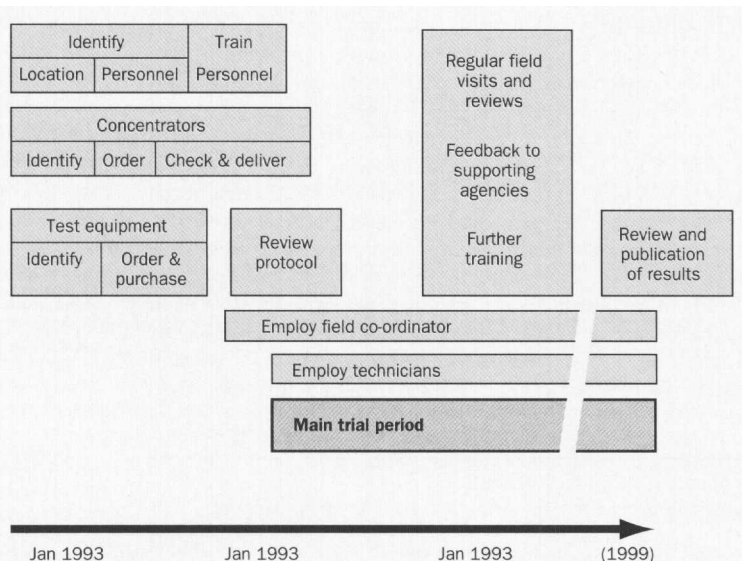 Identify
Location
Personnel
Train
Personnel
Concentrators
Identify
Order
Check & deliver
Test equipment
Identify
Order &
purchase
Review
protocol
Regular field
visits and
reviews
Feedback to
supporting
agencies
Further
training
Review and
publication
of results
Employ field co-ordinator
Employ technicians
Main trial period
Jan 1993
Jan 1993
Jan 1993
(1999)